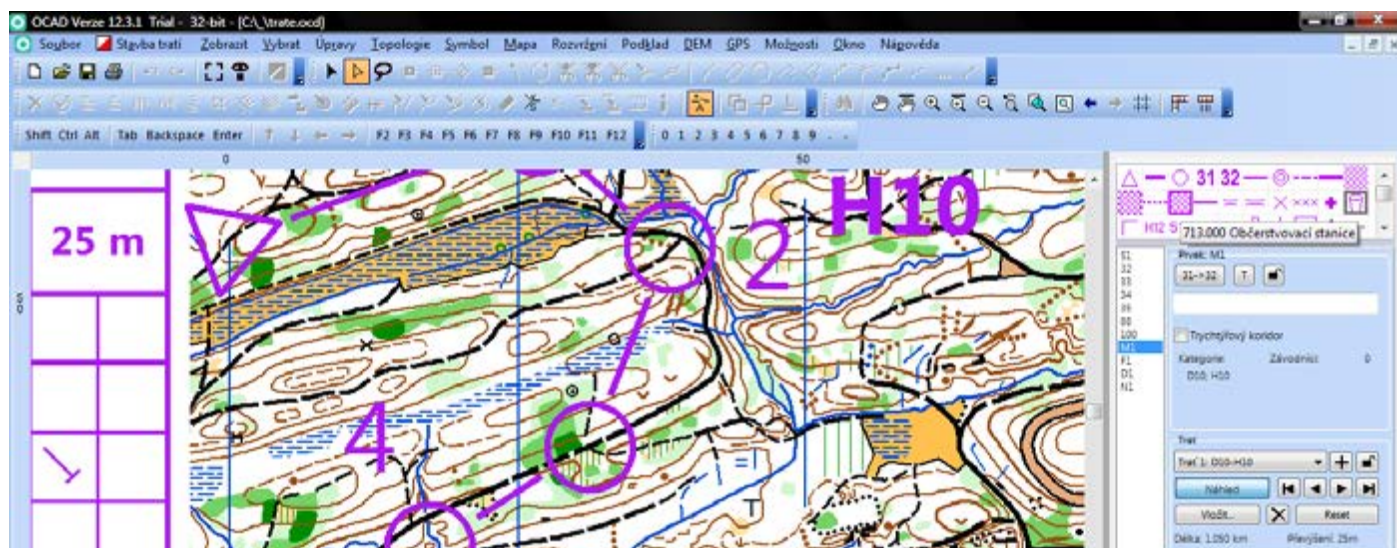 OCAD Verze 12.3.1 Trial - 32-bit - [C:\_\trate.ocd]
Soubor Stavba tratí Zobrazit Vybrat Úpravy Topologie Symbol Mapa Rozvržení Podklad DEM GPS Možnosti Okno Nápověda
Shift Ctrl Alt Tab Backspace Enter F2 F3 F4 F5 F6 F7 F8 F9 F10 F11 F12 0 1 2 3 4 5 6 7 8 9 . -
0 50
50
25 m
H10
2
4
T
31 32
H12
713.000 Občerstvovací stanice
S1
32
33
34
100
M1
F1
D1
N1
Prvek: M1
31->32 T
Trychtýřový koridor
Kategorie: Závodníci: 0
D10; H10
Trať
Trať 1: D10-H10
Náhled
Vložit... Reset
Délka: 1.050 km Převýšení: 25m